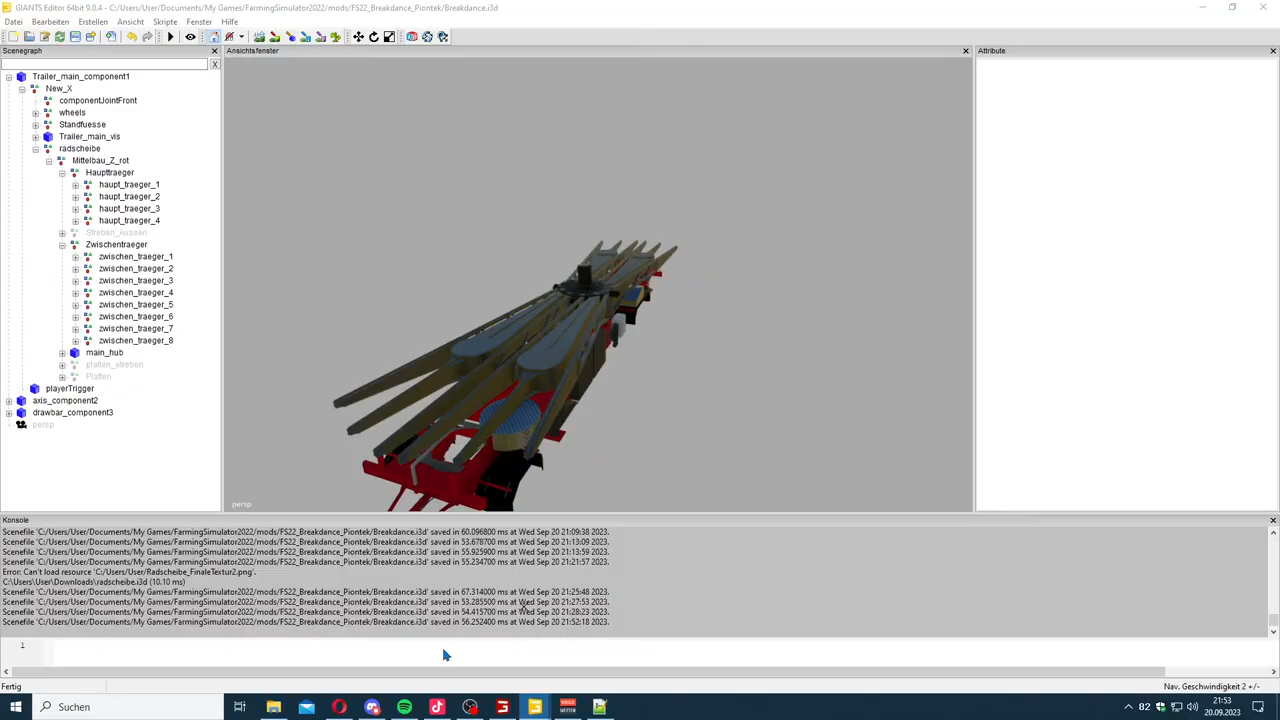 GIANTS Editor 64bit 9.0.4 - C:/Users/User/Documents/My Games/FarmingSimulator2022/mods/FS22_Breakdance_Piontek/Breakdance.i3d
Datei Bearbeiten Erstellen Ansicht Skripte Fenster Hilfe
Scenegraph
Ansichtsfenster
Attribute
X
Trailer_main_component1
New_X
componentJointFront
wheels
Standfuesse
Trailer_main_vis
radscheibe
Mittelbau_Z_rot
Haupttraeger
haupt_traeger_1
haupt_traeger_2
haupt_traeger_3
haupt_traeger_4
Streben_Aussen
Zwischentraeger
zwischen_traeger_1
zwischen_traeger_2
zwischen_traeger_3
zwischen_traeger_4
zwischen_traeger_5
zwischen_traeger_6
zwischen_traeger_7
zwischen_traeger_8
main_hub
platten_streben
Platten
playerTrigger
axis_component2
drawbar_component3
persp
persp
Konsole
Scenefile 'C:/Users/User/Documents/My Games/FarmingSimulator2022/mods/FS22_Breakdance_Piontek/Breakdance.i3d' saved in 60.096800 ms at Wed Sep 20 21:09:38 2023.
Scenefile 'C:/Users/User/Documents/My Games/FarmingSimulator2022/mods/FS22_Breakdance_Piontek/Breakdance.i3d' saved in 53.678700 ms at Wed Sep 20 21:13:09 2023.
Scenefile 'C:/Users/User/Documents/My Games/FarmingSimulator2022/mods/FS22_Breakdance_Piontek/Breakdance.i3d' saved in 55.925900 ms at Wed Sep 20 21:13:59 2023.
Scenefile 'C:/Users/User/Documents/My Games/FarmingSimulator2022/mods/FS22_Breakdance_Piontek/Breakdance.i3d' saved in 55.234700 ms at Wed Sep 20 21:21:57 2023.
Error: Can't load resource 'C:/Users/User/Radscheibe_FinaleTextur2.png'.
C:\Users\User\Downloads\radscheibe.i3d (10.10 ms)
Scenefile 'C:/Users/User/Documents/My Games/FarmingSimulator2022/mods/FS22_Breakdance_Piontek/Breakdance.i3d' saved in 67.314000 ms at Wed Sep 20 21:25:48 2023.
Scenefile 'C:/Users/User/Documents/My Games/FarmingSimulator2022/mods/FS22_Breakdance_Piontek/Breakdance.i3d' saved in 53.285500 ms at Wed Sep 20 21:27:53 2023.
Scenefile 'C:/Users/User/Documents/My Games/FarmingSimulator2022/mods/FS22_Breakdance_Piontek/Breakdance.i3d' saved in 54.415700 ms at Wed Sep 20 21:28:23 2023.
Scenefile 'C:/Users/User/Documents/My Games/FarmingSimulator2022/mods/FS22_Breakdance_Piontek/Breakdance.i3d' saved in 56.252400 ms at Wed Sep 20 21:52:18 2023.
1
Fertig
Nav. Geschwindigkeit 2 +/-
Suchen
82
21:53
20.09.2023